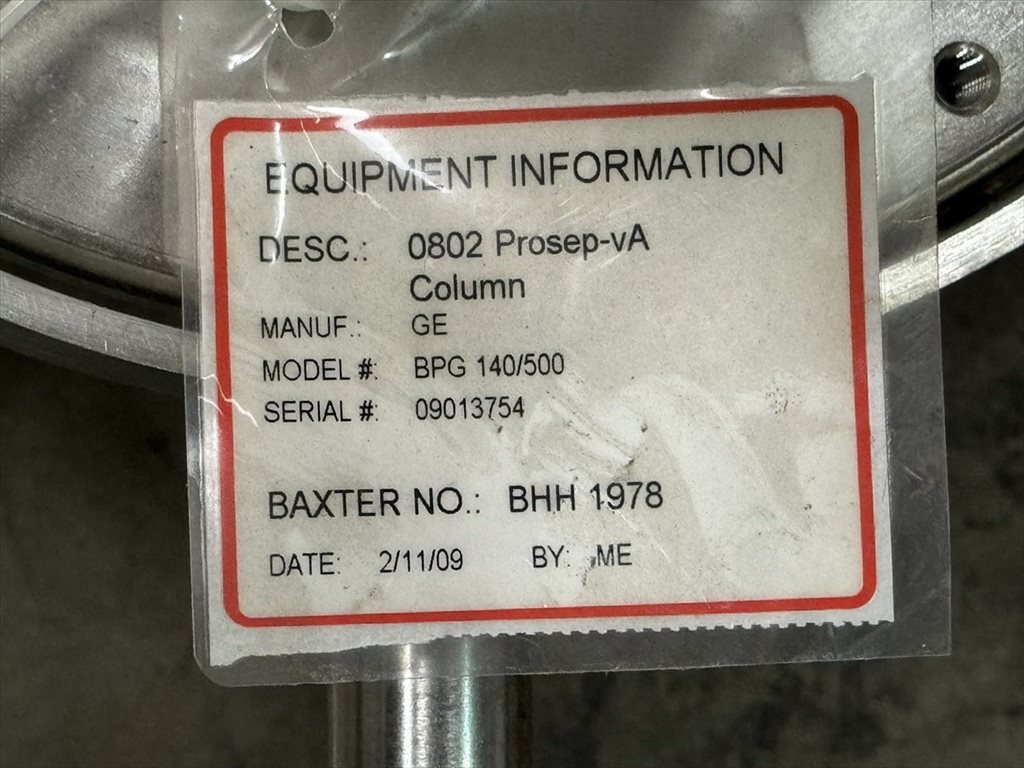 EQUIPMENT INFORMATION
DESC.: 0802 Prosep-vA
Column
MANUF.: GE
MODEL #: BPG 140/500
SERIAL #: 09013754
BAXTER NO.: BHH 1978
DATE: 2/11/09 BY: ME